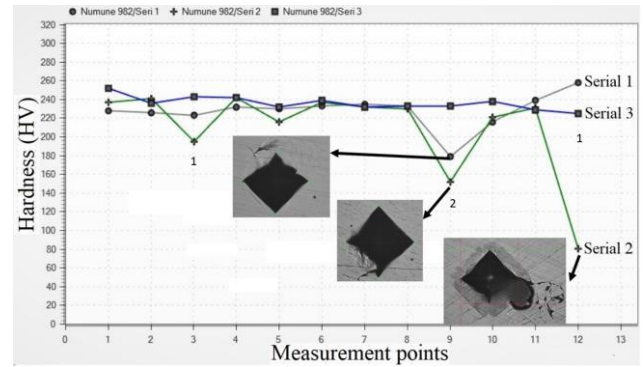 Numune 982/Seri 1 Numune 982/Seri 2 Numune 982/Seri 3
320
300
280
260
240
220
200
180
160
140
120
100
80
60
40
20
0
Hardness (HV)
Serial 1
Serial 3
1
1
2
Serial 2
0 1 2 3 4 5 6 7 8 9 10 11 12 13
Measurement points